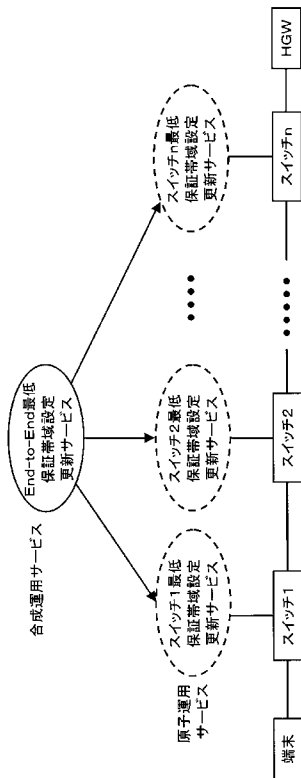 合成運用サービス
End-to-End最低
保証帯域設定
更新サービス
原子運用
サービス
スイッチ1最低
保証帯域設定
更新サービス
スイッチ2最低
保証帯域設定
更新サービス
•••••
スイッチn最低
保証帯域設定
更新サービス
端末
スイッチ1
スイッチ2
••••••
スイッチn
HGW